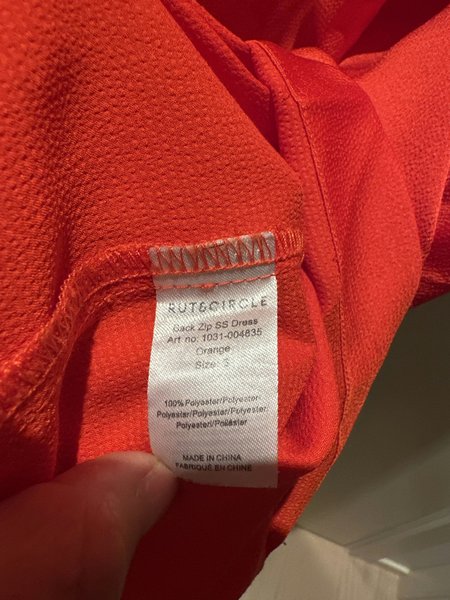 RUT&CIRCLE
Back Zip SS Dress
Art no: 1031-004835
Orange
Size: S
100% Polyester/Polyester/
Polyester/Polyester/Polyester/
Polyesteri/Poliéster
MADE IN CHINA
FABRIQUÉ EN CHINE